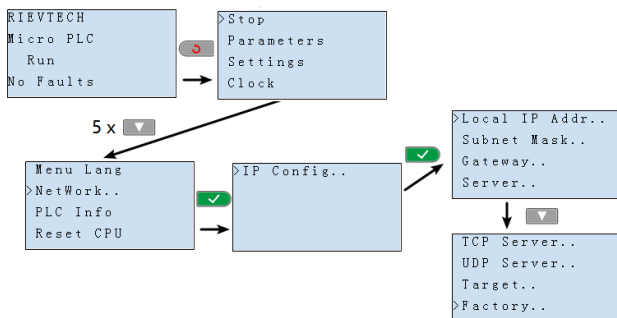 RIEVTECH
Micro PLC
Run
No Faults
>Stop
Parameters
Settings
Clock
5 x
Menu Lang
>NetWork..
PLC Info
Reset CPU
>IP Config..
>Local IP Addr..
Subnet Mask..
Gateway..
Server..
TCP Server..
UDP Server..
Target..
>Factory..